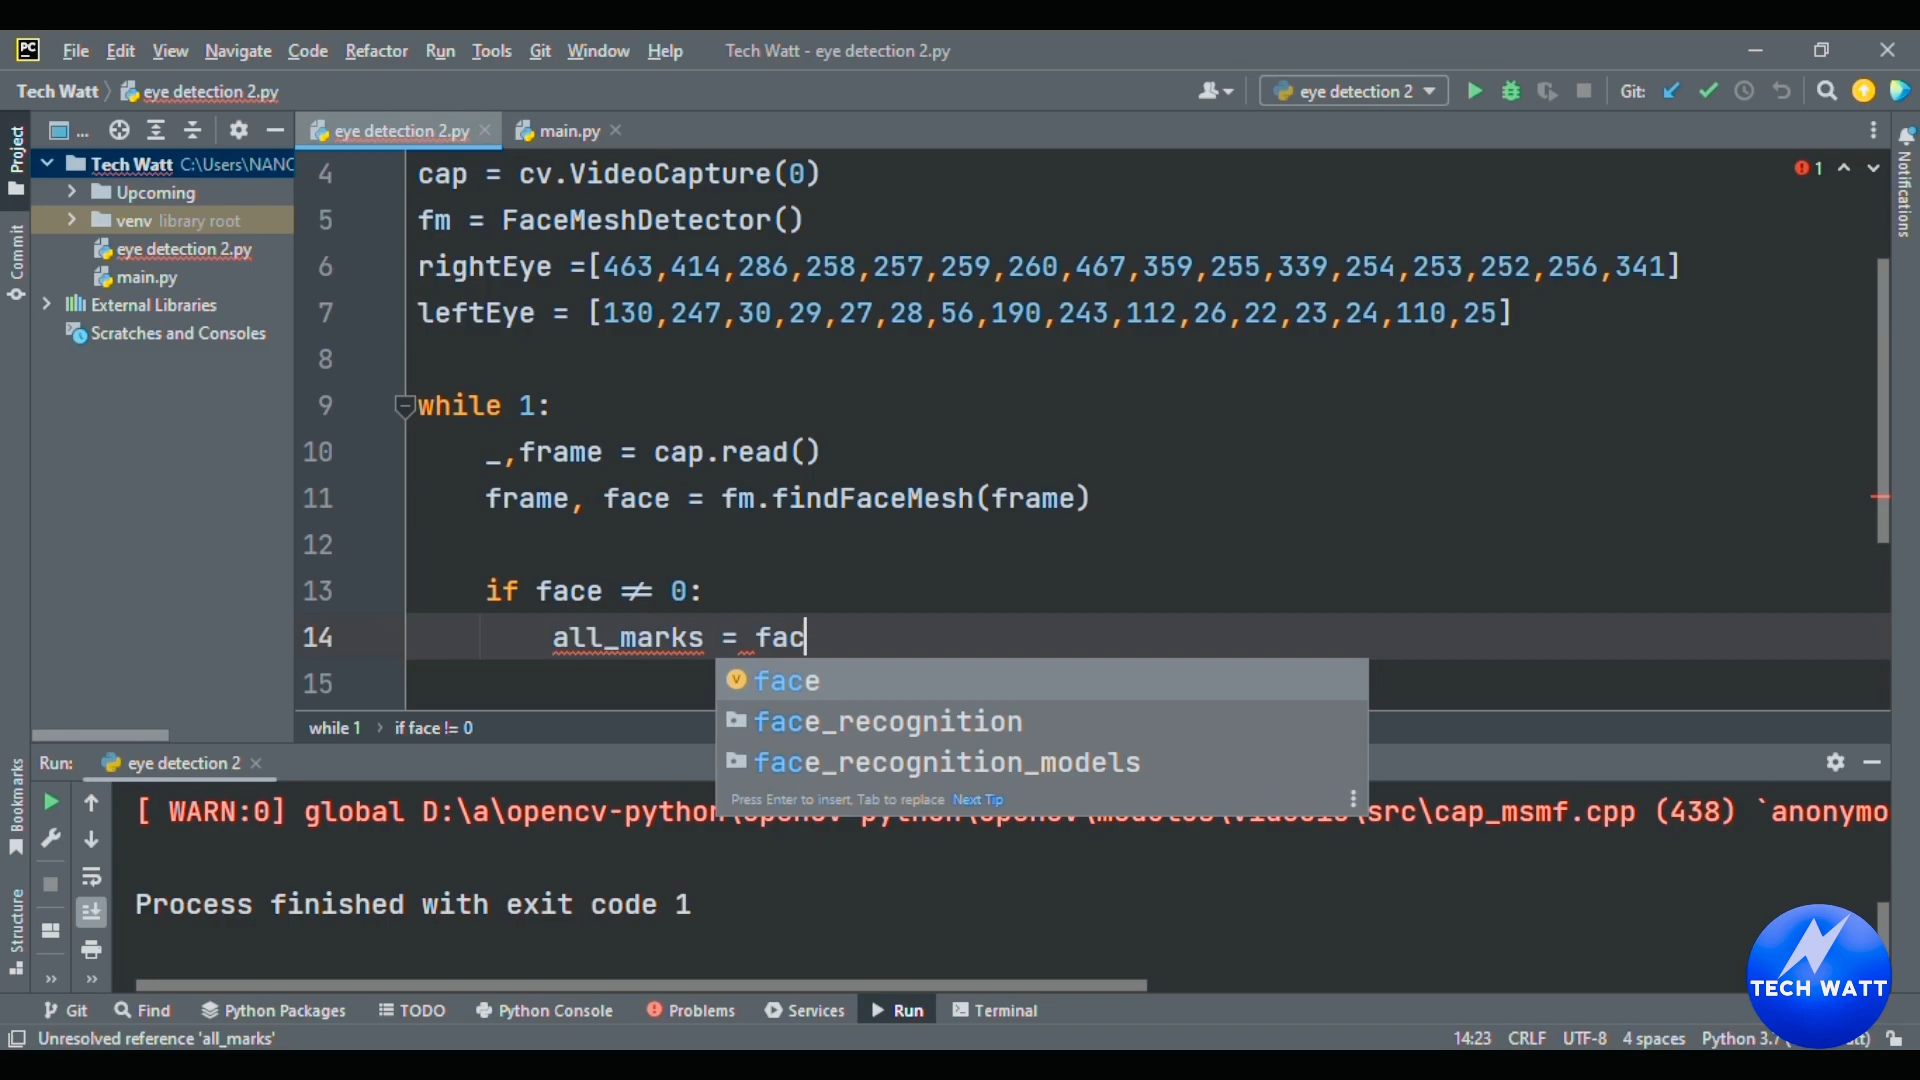 PC File Edit View Navigate Code Refactor Run Tools Git Window Help Tech Watt - eye detection 2.py
Tech Watt eye detection 2.py eye detection 2 Git:
... eye detection 2.py main.py
Project
Tech Watt C:\Users\NANC
Upcoming
venv library root
eye detection 2.py
main.py
External Libraries
Scratches and Consoles
Commit
Notifications
1
4 cap = cv.VideoCapture(0)
5 fm = FaceMeshDetector()
6 rightEye =[463,414,286,258,257,259,260,467,359,255,339,254,253,252,256,341]
7 leftEye = [130,247,30,29,27,28,56,190,243,112,26,22,23,24,110,25]
8
9 while 1:
10 _,frame = cap.read()
11 frame, face = fm.findFaceMesh(frame)
12
13 if face ≠ 0:
14 all_marks = fac
15
v face
face_recognition
face_recognition_models
Press Enter to insert, Tab to replace Next Tip
while 1 › if face != 0
Run: eye detection 2
Bookmarks
Structure
[ WARN:0] global D:\a\opencv-python src\cap_msmf.cpp (438) `anonymo
Process finished with exit code 1
TECH WATT
Git Find Python Packages TODO Python Console Problems Services Run Terminal
Unresolved reference 'all_marks' 14:23 CRLF UTF-8 4 spaces Python 3.7